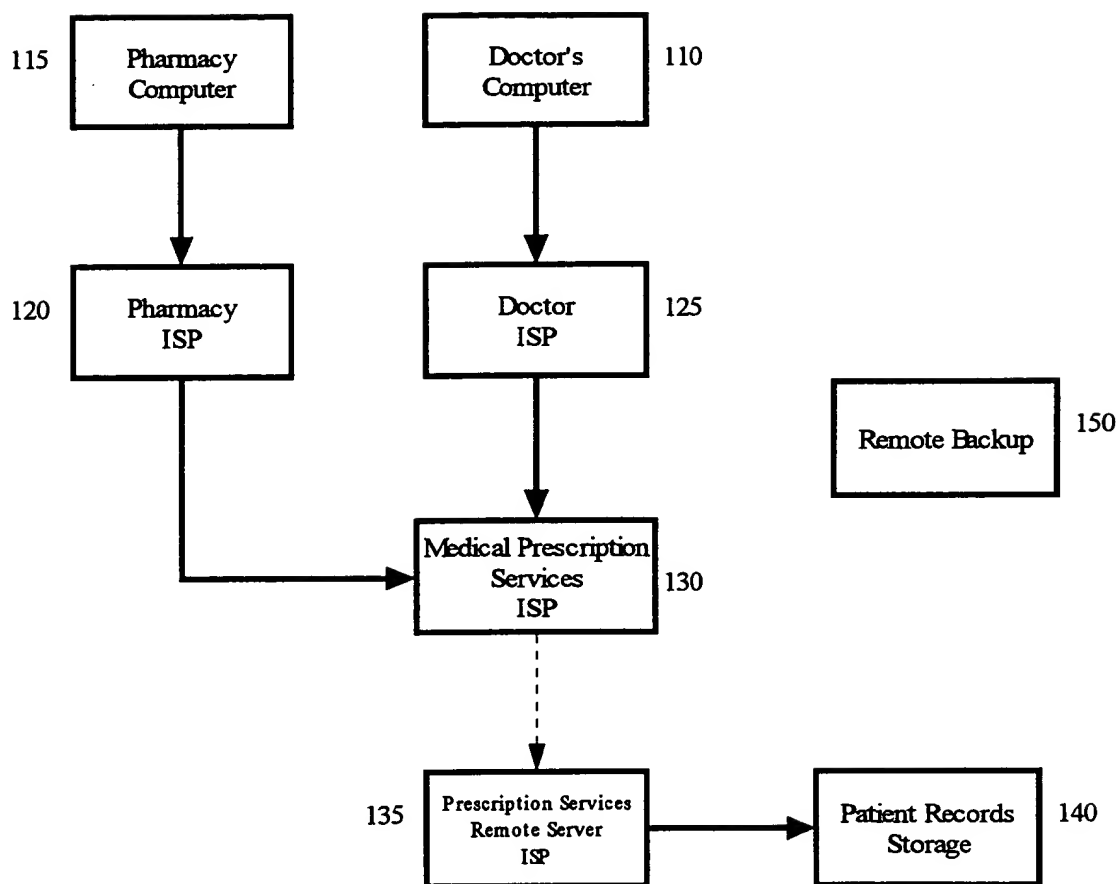 115
Pharmacy
Computer
Doctor's
Computer
110
120
Pharmacy
ISP
Doctor
ISP
125
Remote Backup
150
Medical Prescription
Services
ISP
130
135
Prescription Services
Remote Server
ISP
Patient Records
Storage
140